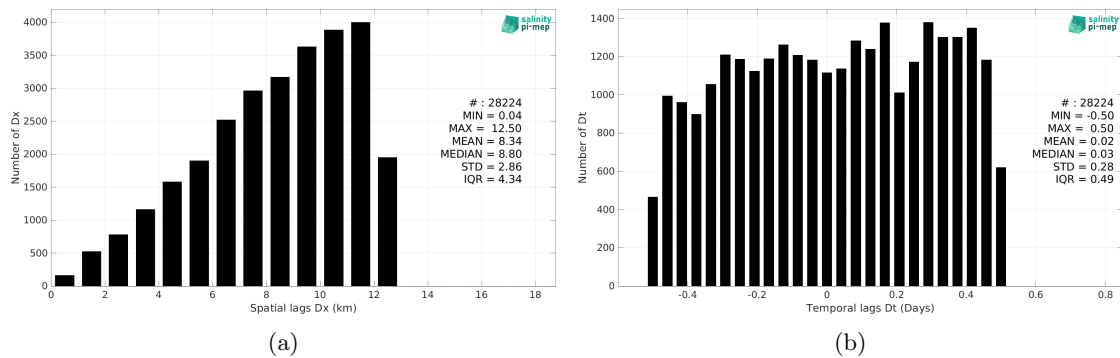 4000
3500
3000
2500
2000
1500
1000
500
0
Number of Dx
0 2 4 6 8 10 12 14 16 18
Spatial lags Dx (km)
salinity
pi-mep
# : 28224
MIN = 0.04
MAX = 12.50
MEAN = 8.34
MEDIAN = 8.80
STD = 2.86
IQR = 4.34
(a)
1400
1200
1000
800
600
400
200
0
Number of Dt
-0.4 -0.2 0 0.2 0.4 0.6 0.8
Temporal lags Dt (Days)
salinity
pi-mep
# : 28224
MIN = -0.50
MAX = 0.50
MEAN = 0.02
MEDIAN = 0.03
STD = 0.28
IQR = 0.49
(b)